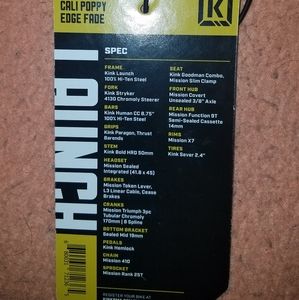 CALI POPPY
EDGE FADE
K
LAUNCH
SPEC
FRAME
Kink Launch
100% Hi-Ten Steel
FORK
Kink Stryker
4130 Chromoly Steerer
BARS
Kink Human CC 8.75"
100% Hi-Ten Steel
GRIPS
Kink Paragon, Thrust
Barends
STEM
Kink Bold HRD 50mm
HEADSET
Mission Sealed
Integrated (41.8 x 45)
BRAKES
Mission Token Lever,
L3 Linear Cable, Cease
Brakes
CRANKS
Mission Triumph 3pc
Tubular Chromoly
170mm | 8 Spline
BOTTOM BRACKET
Sealed Mid 19mm
PEDALS
Kink Hemlock
CHAIN
Mission 410
SPROCKET
Mission Rank 25T
SEAT
Kink Goodman Combo,
Mission Slim Clamp
FRONT HUB
Mission Covert
Unsealed 3/8" Axle
REAR HUB
Mission Function 9T
Semi-Sealed Cassette
14mm
RIMS
Mission X7
TIRES
Kink Sever 2.4"
REGISTER YOUR BIKE AT